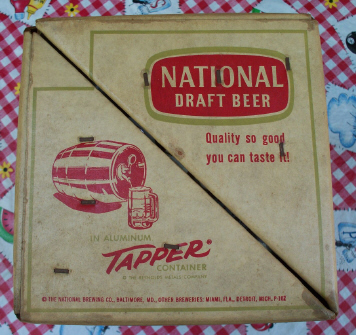 NATIONAL
DRAFT BEER
Quality so good
you can taste it!
IN ALUMINUM
TAPPER
CONTAINER
© THE NATIONAL BREWING CO., BALTIMORE, MD., OTHER BREWERIES: MIAMI, FLA., DETROIT, MICH. P-102